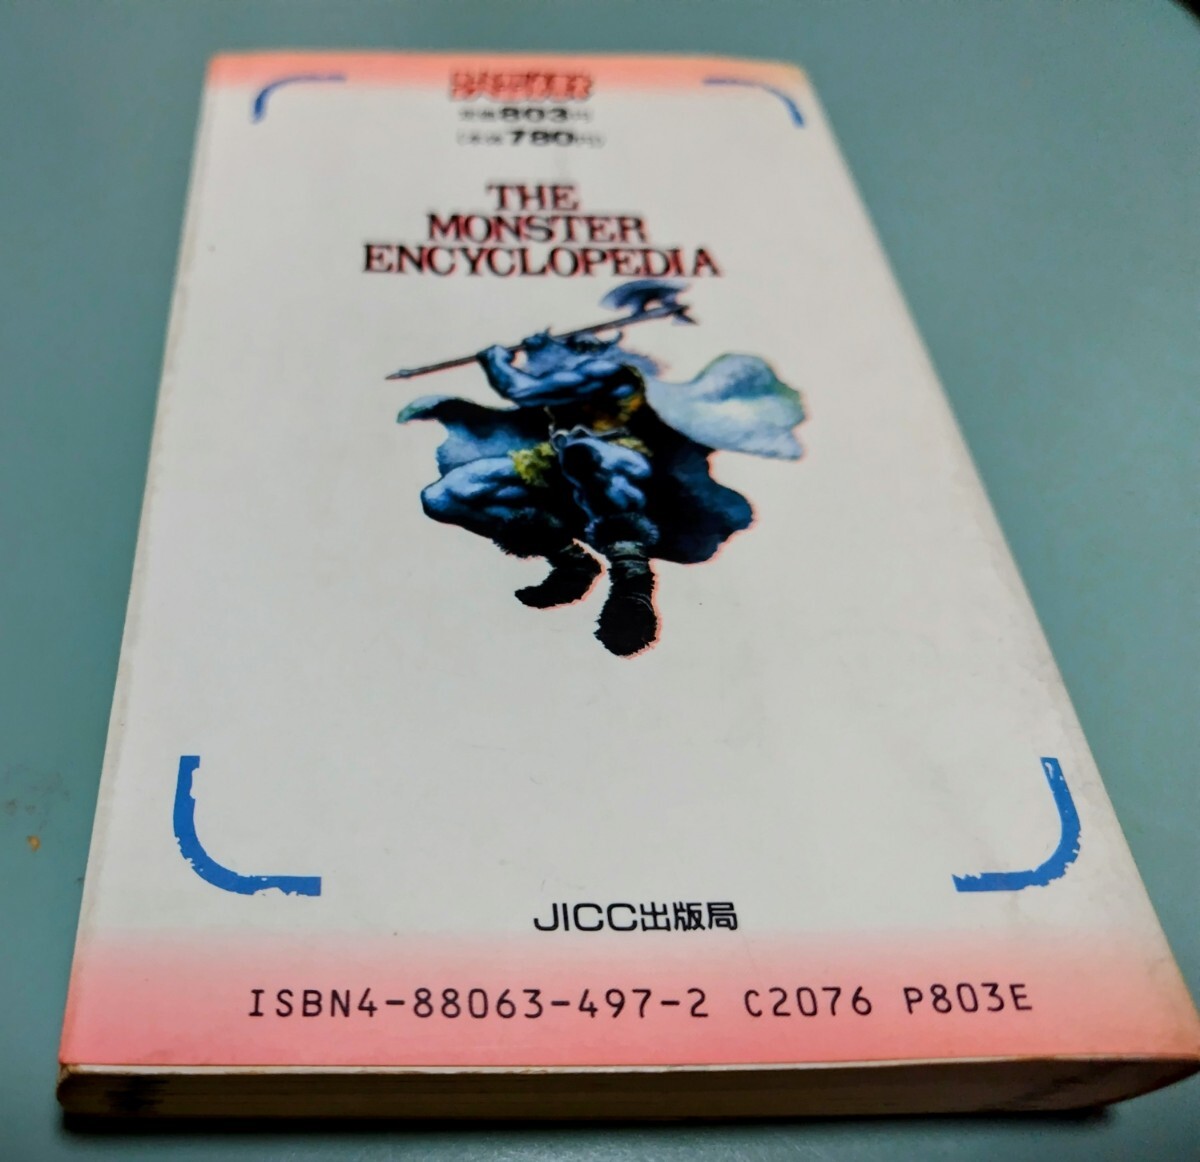 定価803円
(本体780円)
THE
MONSTER
ENCYCLOPEDIA
JICC出版局
ISBN4-88063-497-2 C2076 P803E